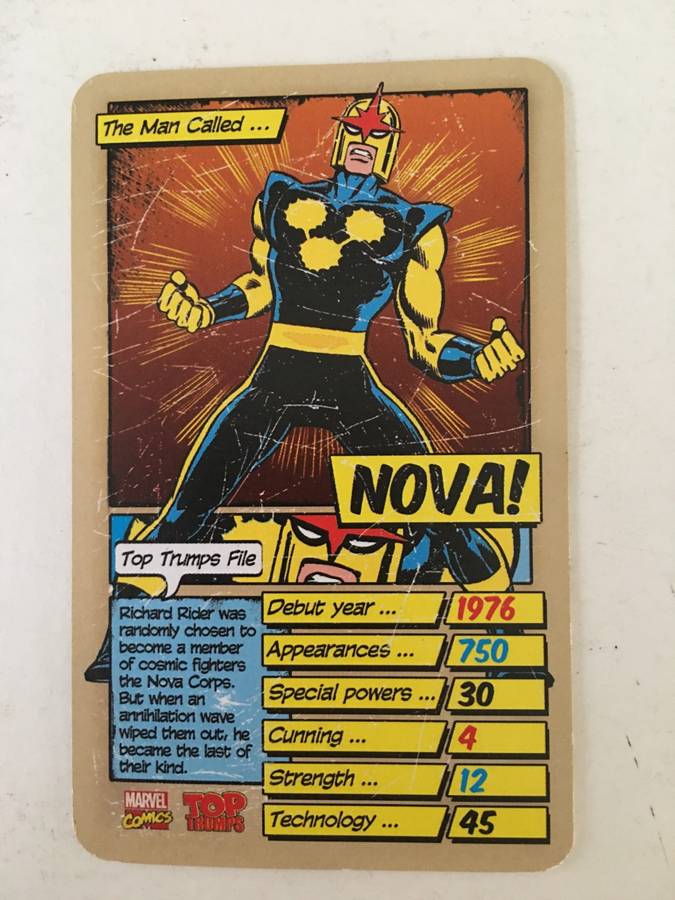 The Man Called ...
NOVA!
Top Trumps File
Richard Rider was
randomly chosen to
become a member
of cosmic fighters
the Nova Corps.
But when an
annihilation wave
wiped them out, he
became the last of
their kind.
Debut year ... 1976
Appearances ... 750
Special powers ... 30
Cunning ... 4
Strength ... 12
Technology ... 45
MARVEL
COMICS
TOP
TRUMPS